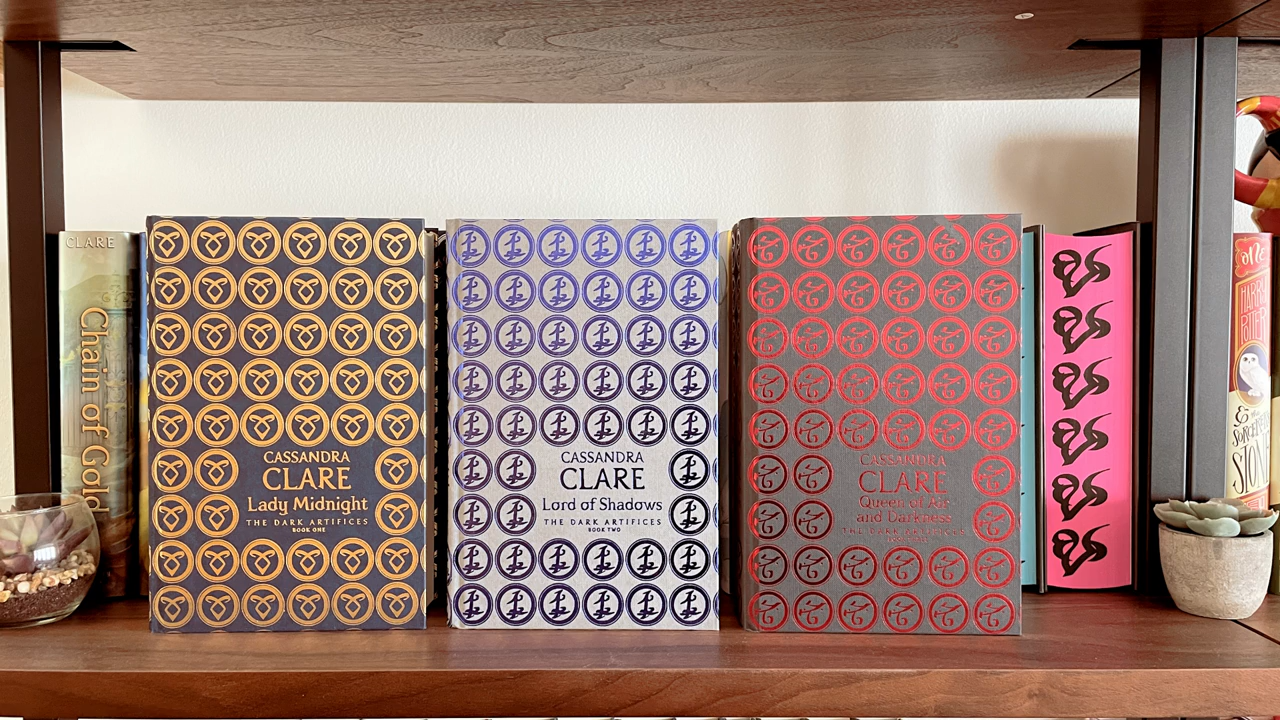 CLARE
Chain of Gold
CASSANDRA
CLARE
Lady Midnight
THE DARK ARTIFICES
BOOK ONE
CASSANDRA
CLARE
Lord of Shadows
THE DARK ARTIFICES
BOOK TWO
CASSANDRA
CLARE
Queen of Air
and Darkness
THE DARK ARTIFICES
HARRY
& the
SORCERER'S
STONE